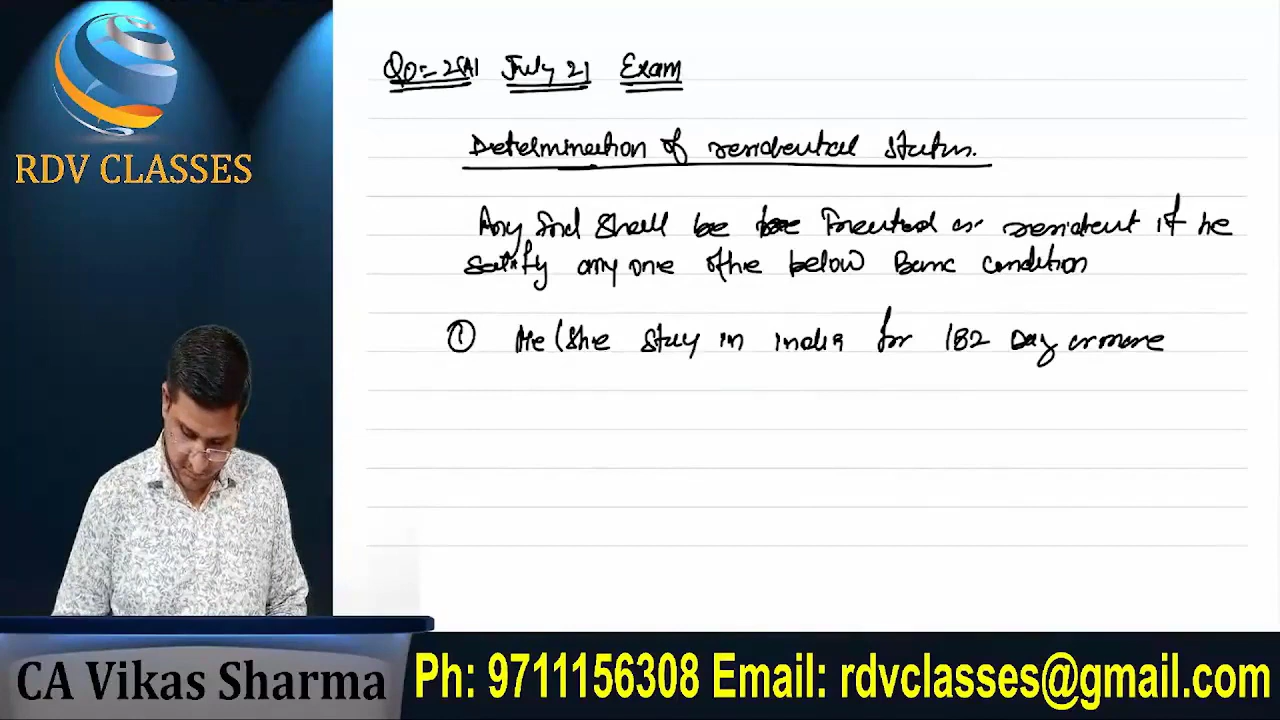 RDV CLASSES
Qo = 2(A) July 21 Exam
Determination of residential status.
Any Ind shall be be Treated as resident if he
satisfy any one of the below Basic condition
① He/She stay in india for 182 Day or more
CA Vikas Sharma
Ph: 9711156308 Email: rdvclasses@gmail.com